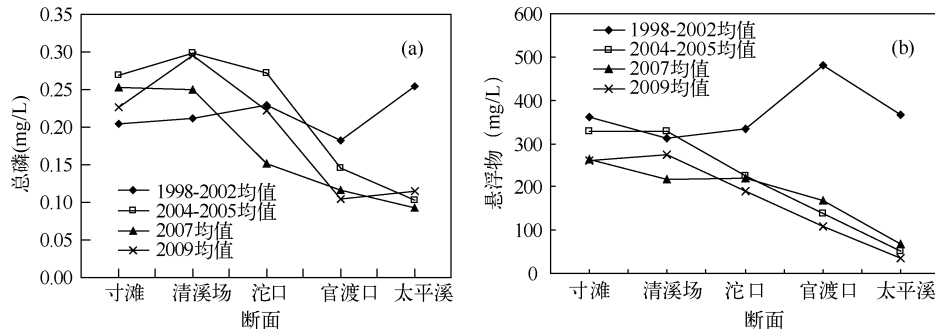 0.35
0.30
0.25
0.20
0.15
0.10
0.05
0.00
总磷(mg/L)
(a)
1998-2002均值
2004-2005均值
2007均值
2009均值
寸滩 清溪场 沱口 官渡口 太平溪
断面
600
500
400
300
200
100
0
悬浮物(mg/L)
(b)
1998-2002均值
2004-2005均值
2007均值
2009均值
寸滩 清溪场 沱口 官渡口 太平溪
断面